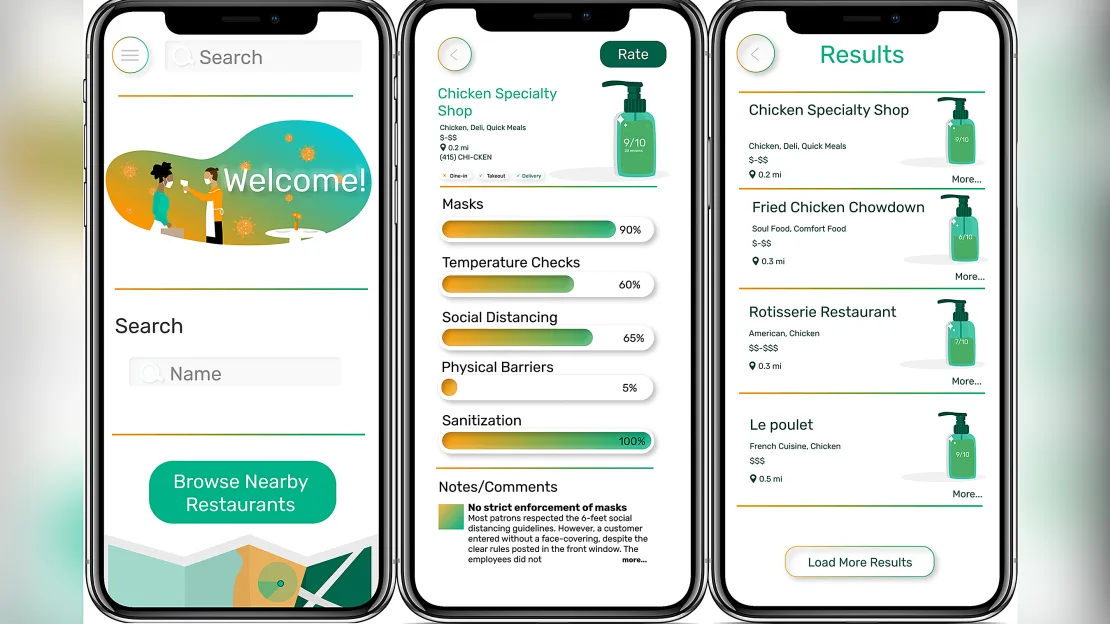 Search
Welcome!
Search
Name
Browse Nearby
Restaurants
Rate
Chicken Specialty
Shop
Chicken, Deli, Quick Meals
$-$$
0.2 mi
(415) CHI-CKEN
9/10
Dine-in
Takeout
Delivery
Masks
90%
Temperature Checks
60%
Social Distancing
65%
Physical Barriers
5%
Sanitization
100%
Notes/Comments
No strict enforcement of masks
Most patrons respected the 6-feet social
distancing guidelines. However, a customer
entered without a face-covering, despite the
clear rules posted in the front window. The
employees did not
more...
Results
Chicken Specialty Shop
Chicken, Deli, Quick Meals
$-$$
0.2 mi
9/10
More...
Fried Chicken Chowdown
Soul Food, Comfort Food
$-$$
0.3 mi
6/10
More...
Rotisserie Restaurant
American, Chicken
$$-$$$
0.3 mi
7/10
More...
Le poulet
French Cuisine, Chicken
$$$
0.5 mi
9/10
More...
Load More Results